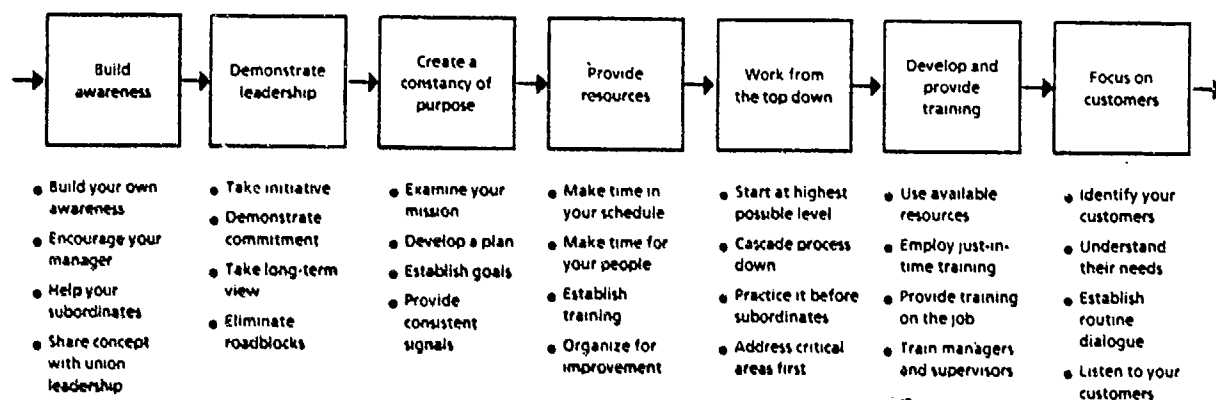 Build
awareness
Demonstrate
leadership
Create a
constancy of
purpose
Provide
resources
Work from
the top down
Develop and
provide
training
Focus on
customers
• Build your own
awareness
• Encourage your
manager
• Help your
subordinates
• Share concept
with union
leadership
• Take initiative
• Demonstrate
commitment
• Take long-term
view
• Eliminate
roadblocks
• Examine your
mission
• Develop a plan
• Establish goals
• Provide
consistent
signals
• Make time in
your schedule
• Make time for
your people
• Establish
training
• Organize for
improvement
• Start at highest
possible level
• Cascade process
down
• Practice it before
subordinates
• Address critical
areas first
• Use available
resources
• Employ just-in-
time training
• Provide training
on the job
• Train managers
and supervisors
• Identify your
customers
• Understand
their needs
• Establish
routine
dialogue
• Listen to your
customers